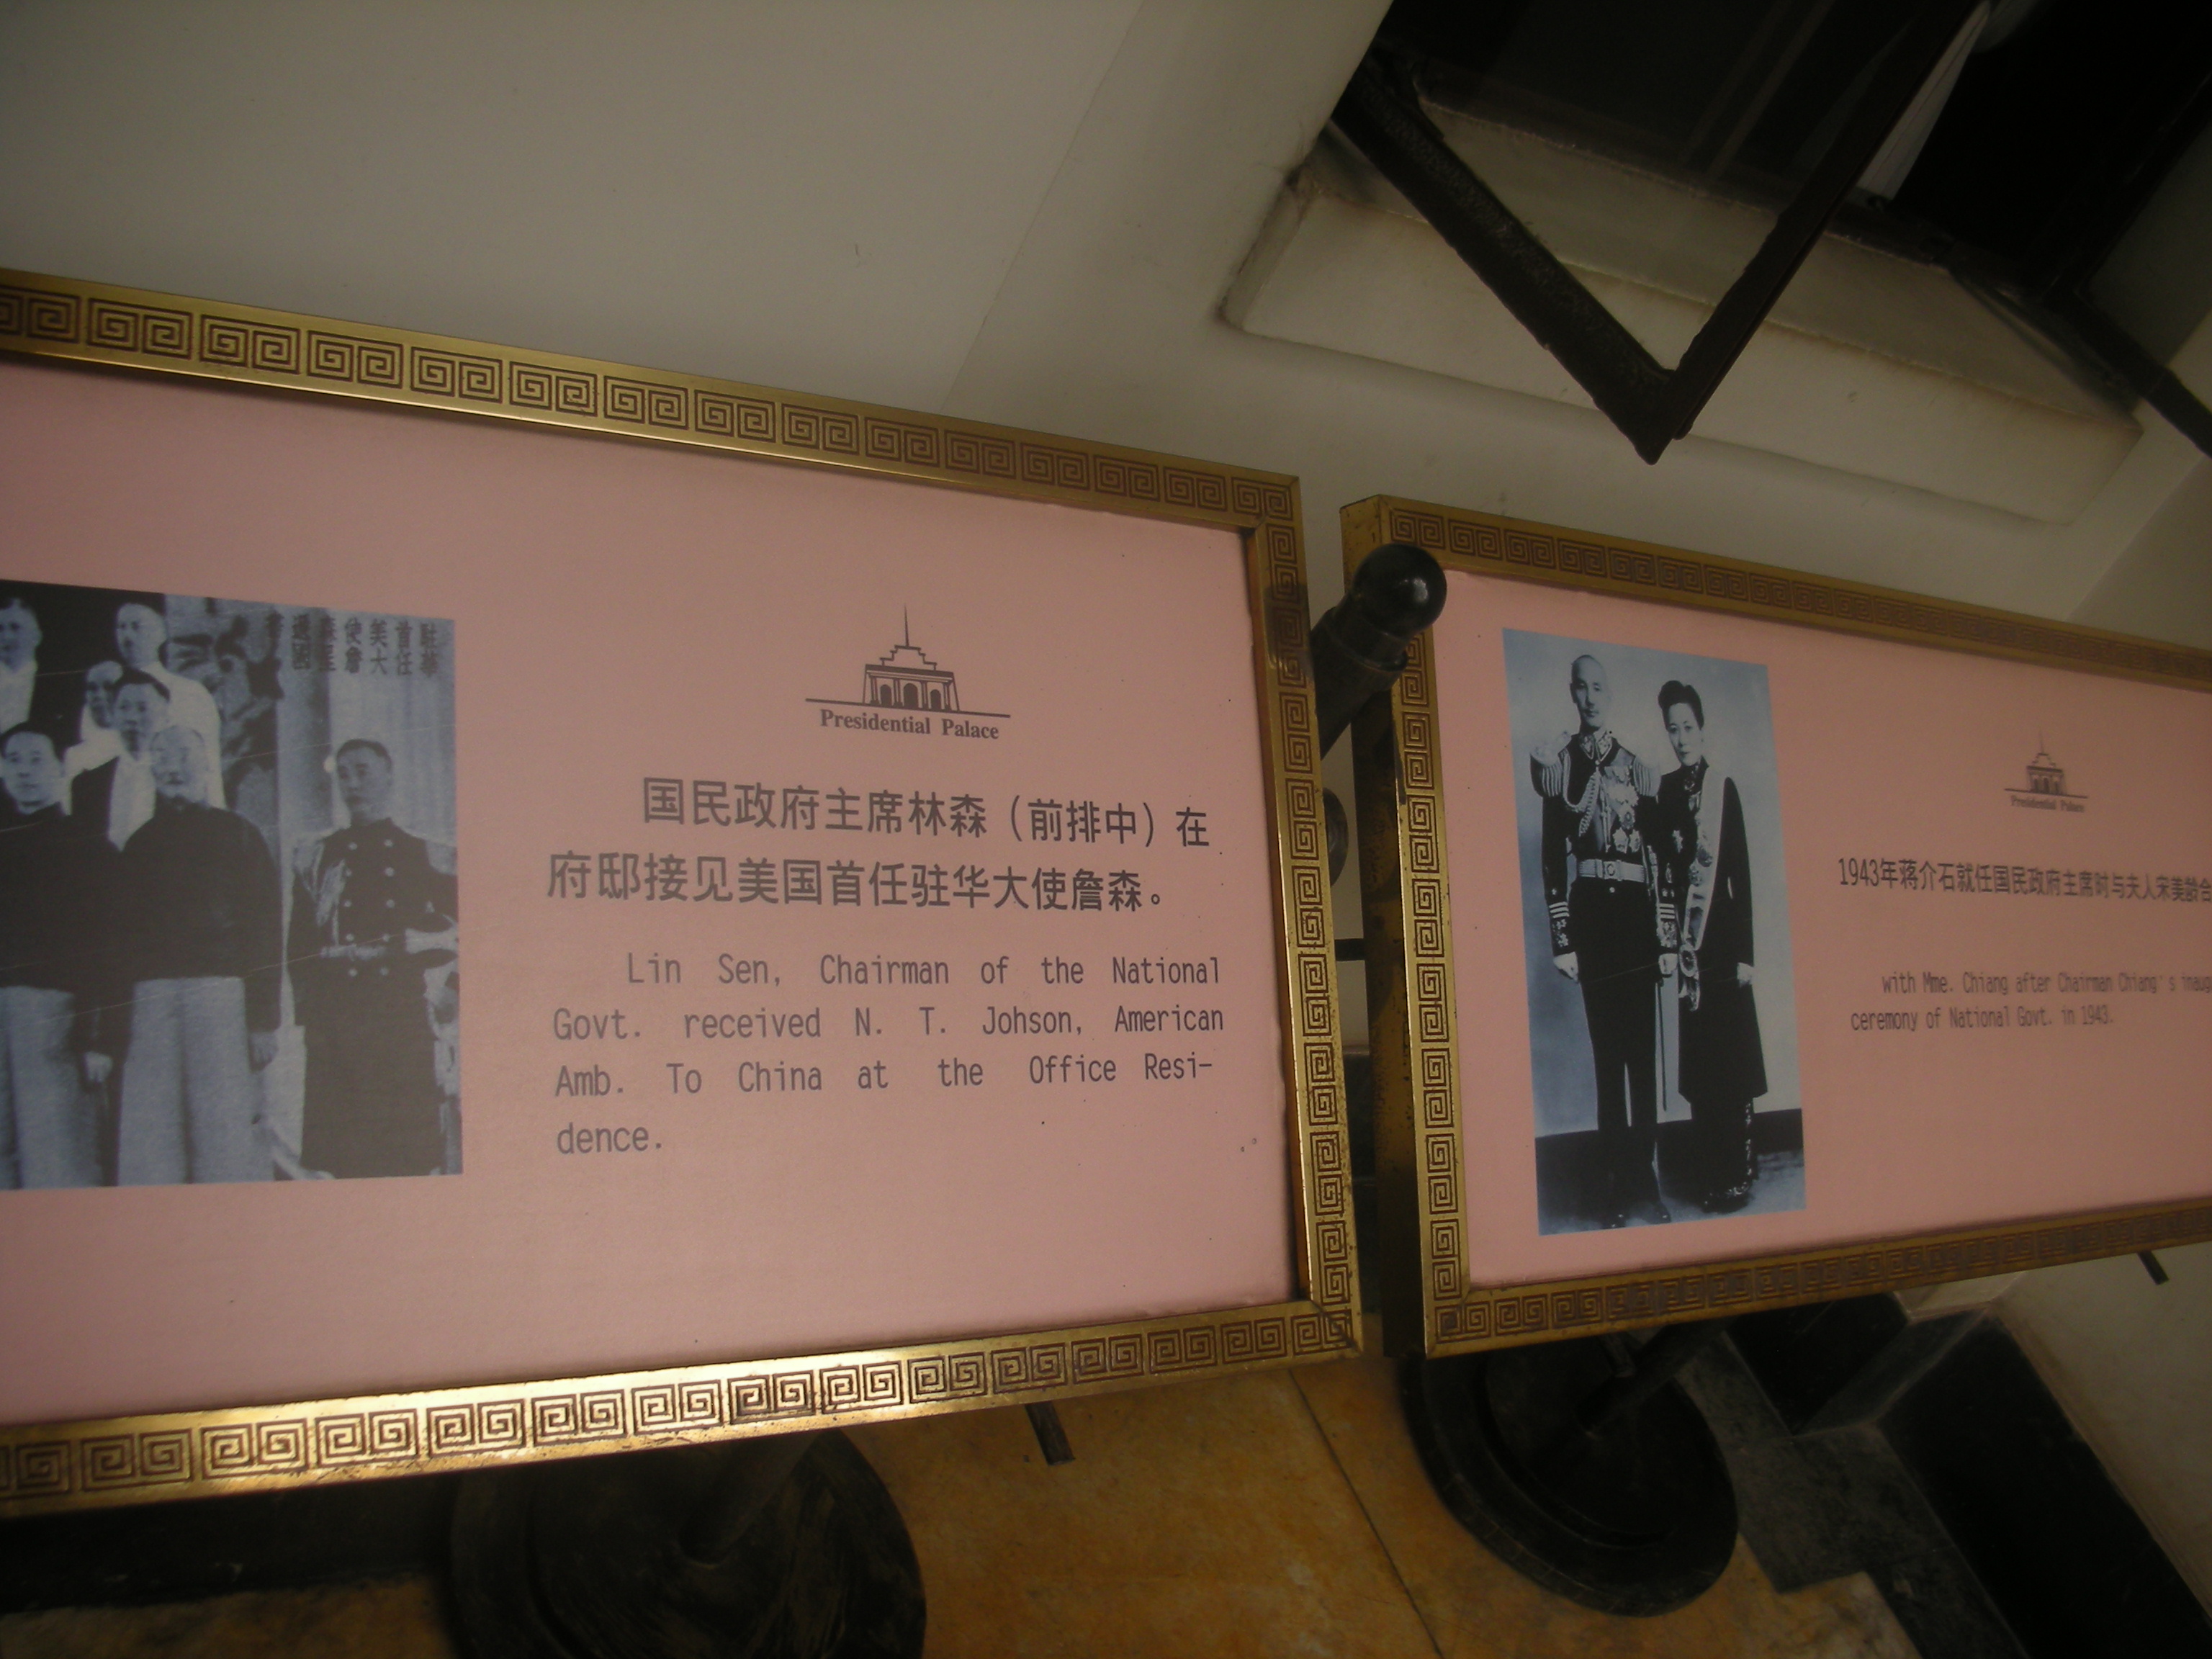 Presidential Palace
国民政府主席林森（前排中）在
府邸接见美国首任驻华大使詹森。
Lin Sen, Chairman of the National
Govt. received N. T. Johson, American
Amb. To China at the Office Resi-
dence.
駐華
首任
美大
使詹
Presidential Palace
1943年蒋介石就任国民政府主席时与夫人宋美龄合
with Mme. Chiang after Chairman Chiang's inaug
ceremony of National Govt. in 1943.